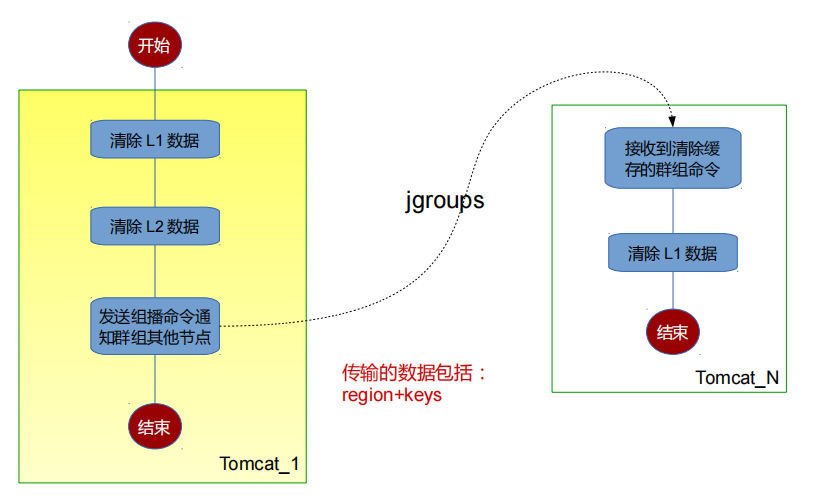 开始
清除 L1 数据
清除 L2 数据
发送组播命令通
知群组其他节点
结束
Tomcat_1
jgroups
传输的数据包括：
region+keys
接收到清除缓
存的群组命令
清除 L1 数据
结束
Tomcat_N